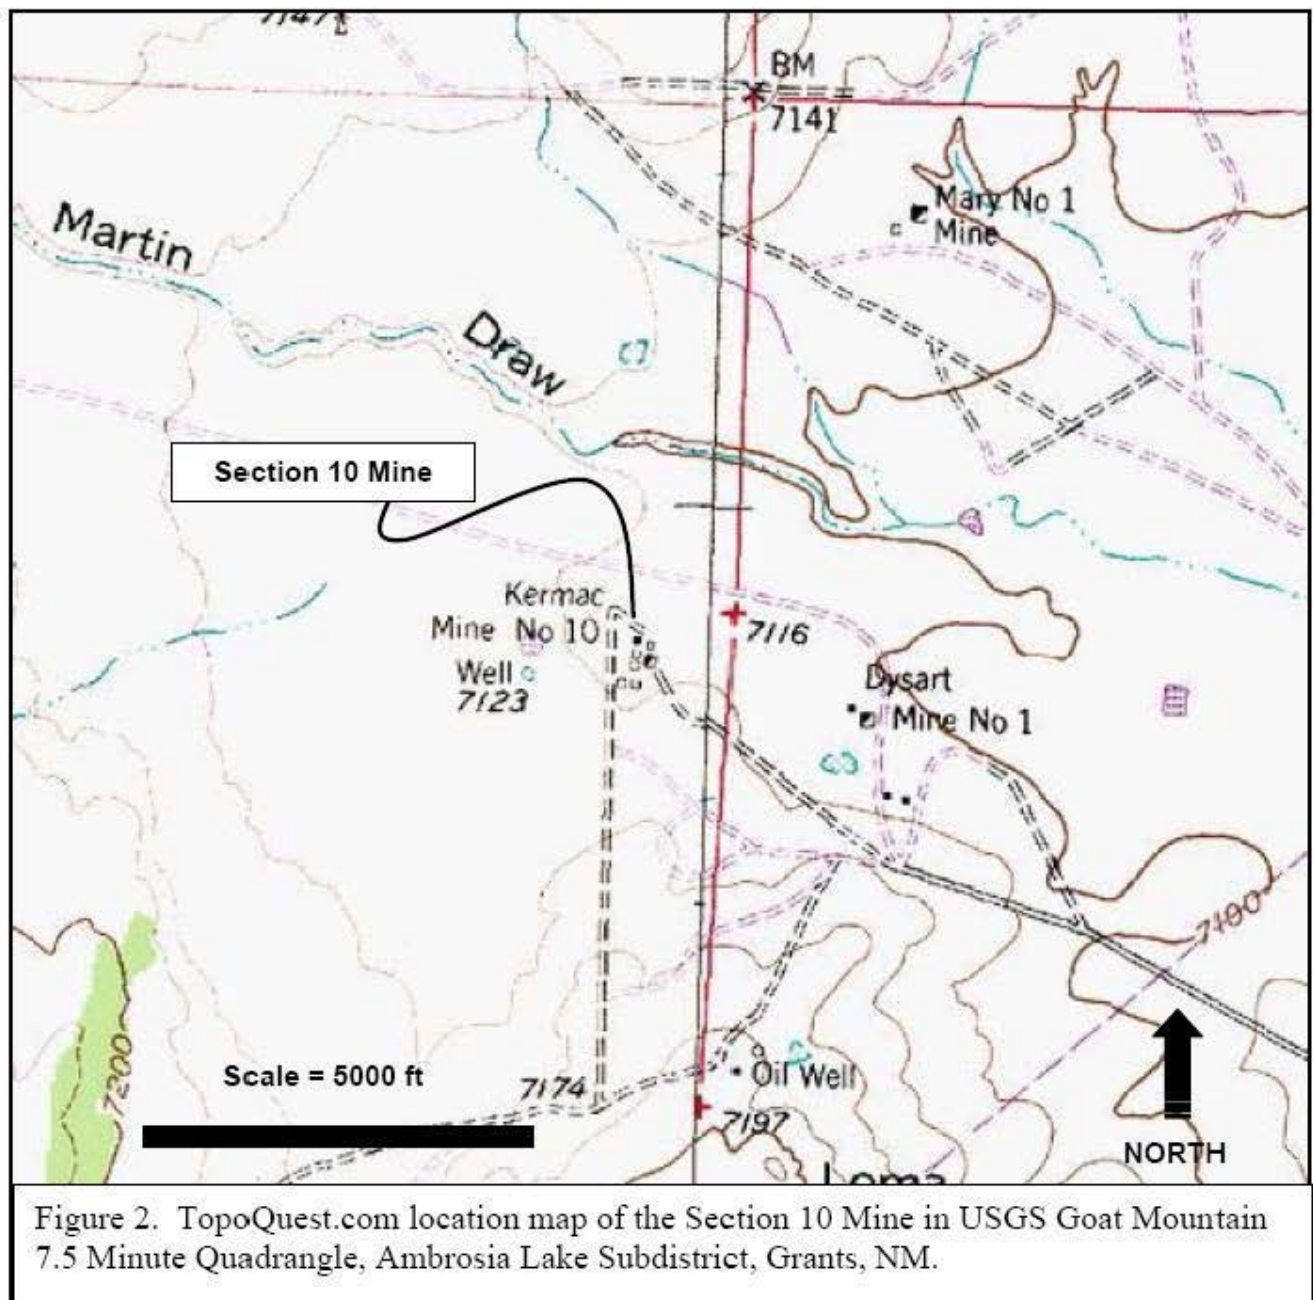 7147
BM
7141
Mary No 1
Mine
Martin
Draw
Section 10 Mine
Kermac
Mine No 10
Well
7123
7116
Dysart
Mine No 1
7100
7200
Scale = 5000 ft
7174
Oil Well
7197
NORTH
Loma
Figure 2. TopoQuest.com location map of the Section 10 Mine in USGS Goat Mountain
7.5 Minute Quadrangle, Ambrosia Lake Subdistrict, Grants, NM.